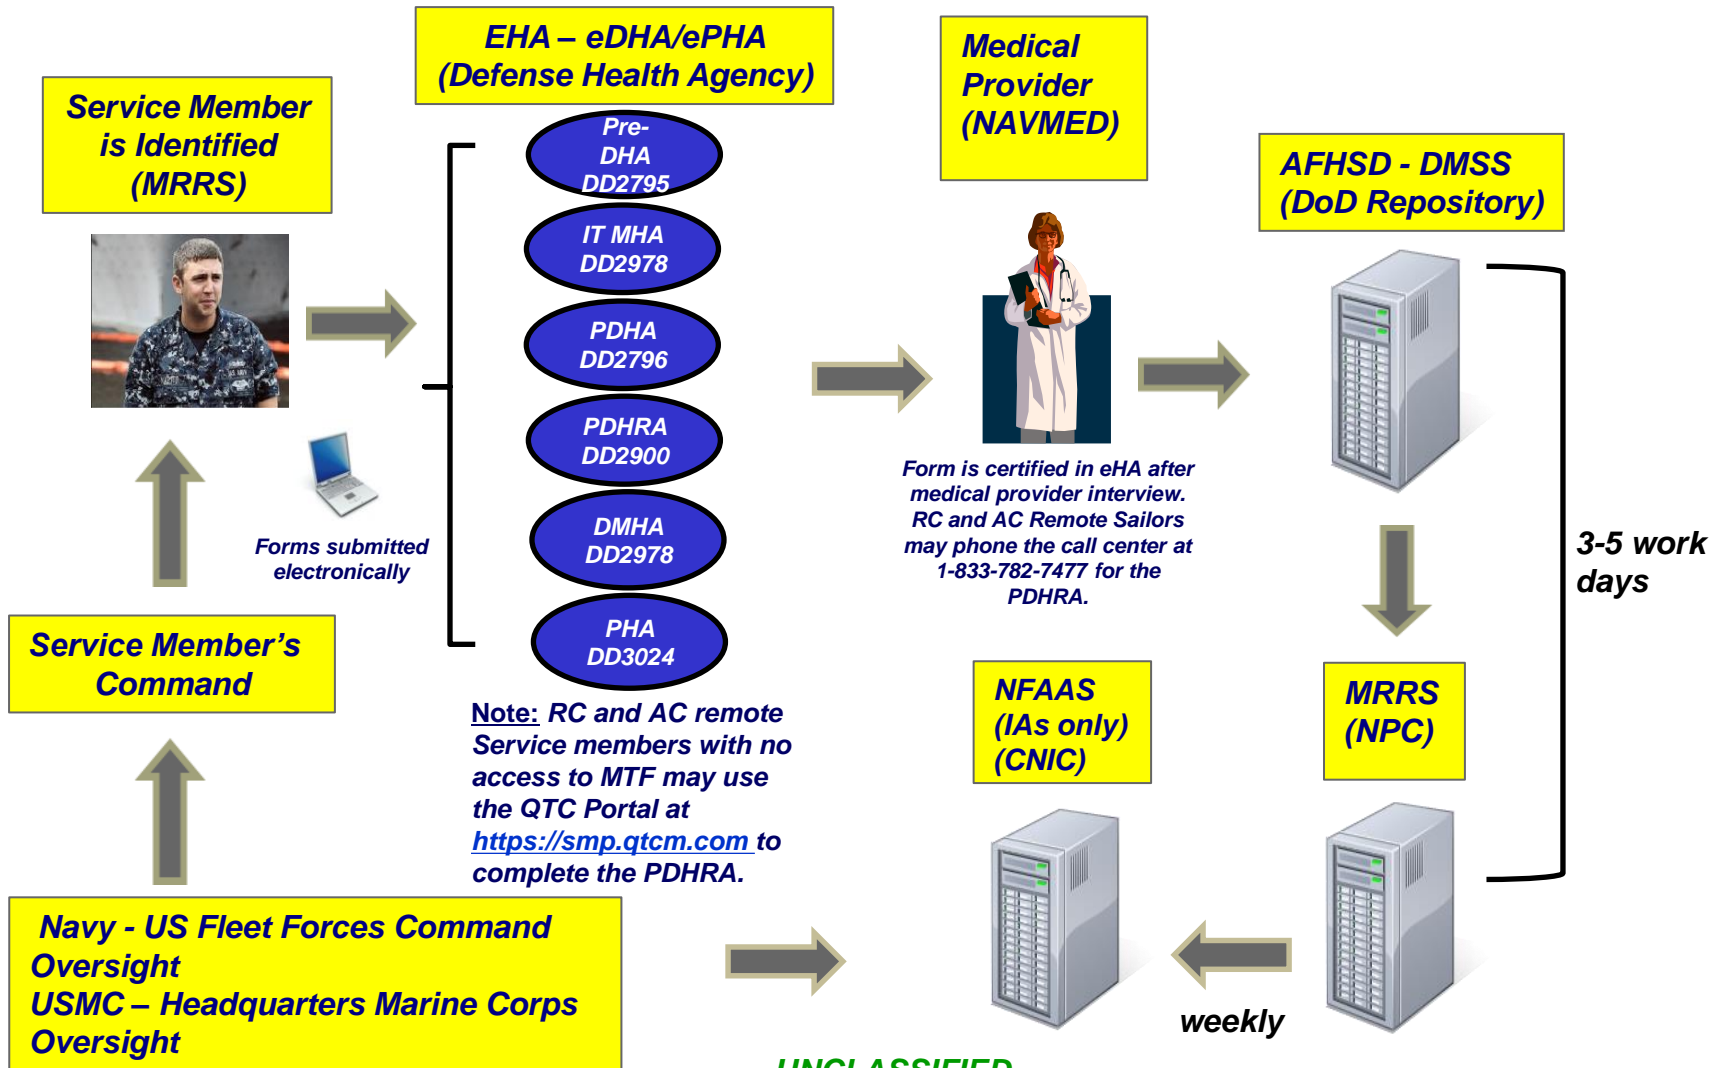 EHA – eDHA/ePHA
(Defense Health Agency)
Medical
Provider
(NAVMED)
Service Member
is Identified
(MRRS)
AFHSD - DMSS
(DoD Repository)
Pre-
DHA
DD2795
IT MHA
DD2978
PDHA
DD2796
PDHRA
DD2900
DMHA
DD2978
PHA
DD3024
Forms submitted
electronically
Form is certified in eHA after
medical provider interview.
RC and AC Remote Sailors
may phone the call center at
1-833-782-7477 for the
PDHRA.
3-5 work
days
Service Member’s
Command
NFAAS
(IAs only)
(CNIC)
MRRS
(NPC)
Note: RC and AC remote
Service members with no
access to MTF may use
the QTC Portal at
https://smp.qtcm.com to
complete the PDHRA.
Navy - US Fleet Forces Command
Oversight
USMC – Headquarters Marine Corps
Oversight
weekly
UNCLASSIFIED